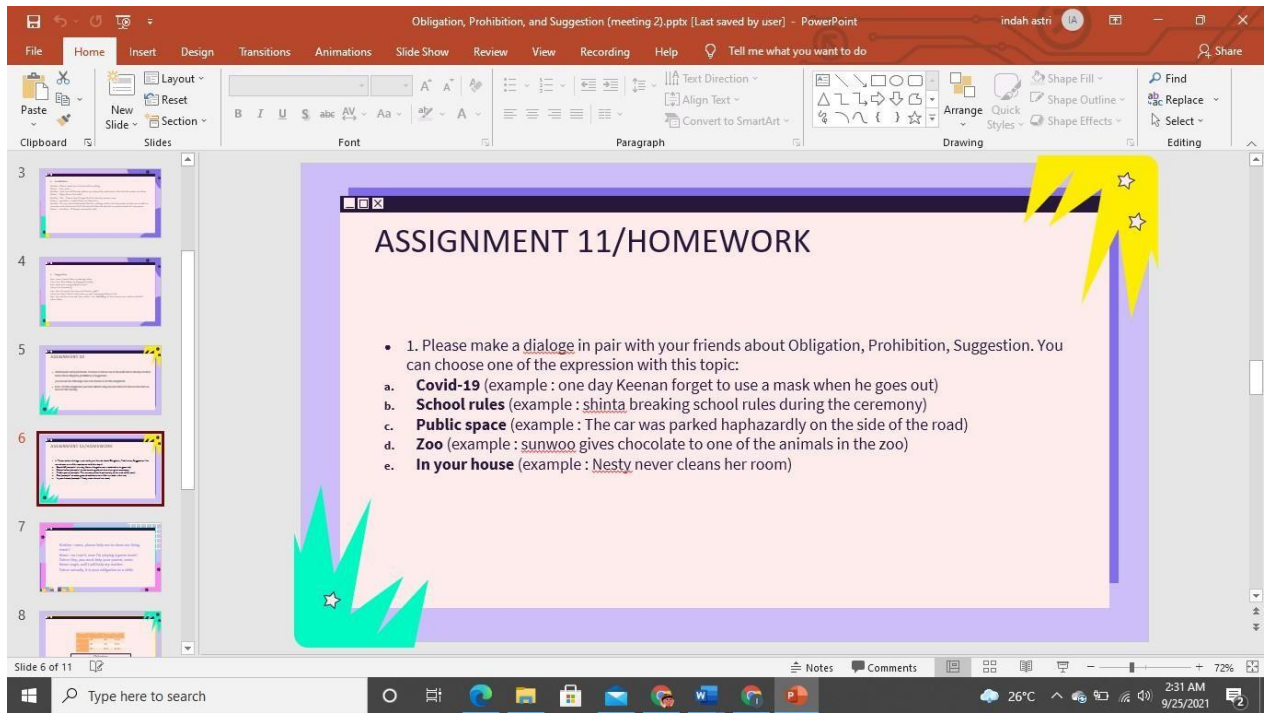 Obligation, Prohibition, and Suggestion (meeting 2).pptx [Last saved by user] - PowerPoint
indah astri
IA
File Home Insert Design Transitions Animations Slide Show Review View Recording Help Tell me what you want to do
Share
Paste
New Slide
Layout
Reset
Section
Text Direction
Align Text
Convert to SmartArt
Arrange
Quick Styles
Shape Fill
Shape Outline
Shape Effects
Find
Replace
Select
Clipboard Slides Font Paragraph Drawing Editing
3
4
5
6
7
8
ASSIGNMENT 11/HOMEWORK
• 1. Please make a dialoge in pair with your friends about Obligation, Prohibition, Suggestion. You
can choose one of the expression with this topic:
a. Covid-19 (example : one day Keenan forget to use a mask when he goes out)
b. School rules (example : shinta breaking school rules during the ceremony)
c. Public space (example : The car was parked haphazardly on the side of the road)
d. Zoo (example : sunwoo gives chocolate to one of the animals in the zoo)
e. In your house (example : Nesty never cleans her room)
Slide 6 of 11
Notes Comments 72%
Type here to search
26°C
2:31 AM
9/25/2021
2